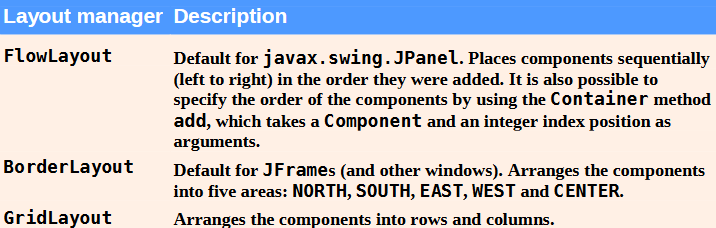 Layout manager Description
FlowLayout Default for javax.swing.JPanel. Places components sequentially
(left to right) in the order they were added. It is also possible to
specify the order of the components by using the Container method
add, which takes a Component and an integer index position as
arguments.
BorderLayout Default for JFrames (and other windows). Arranges the components
into five areas: NORTH, SOUTH, EAST, WEST and CENTER.
GridLayout Arranges the components into rows and columns.